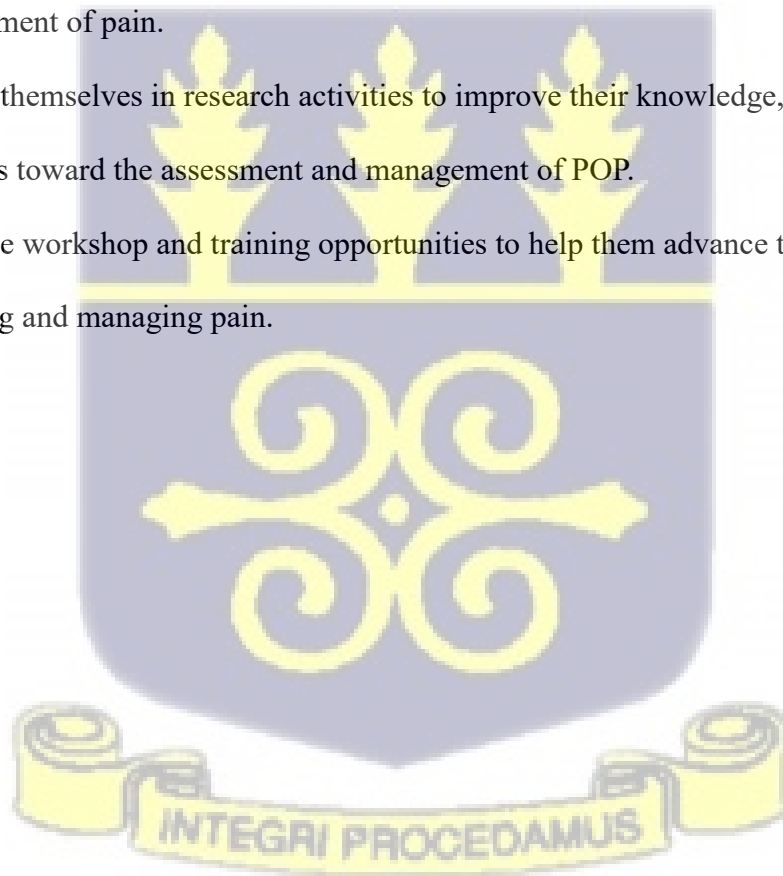 ment of pain.
themselves in research activities to improve their knowledge,
s toward the assessment and management of POP.
e workshop and training opportunities to help them advance t
g and managing pain.
INTEGRI PROCEDAMUS